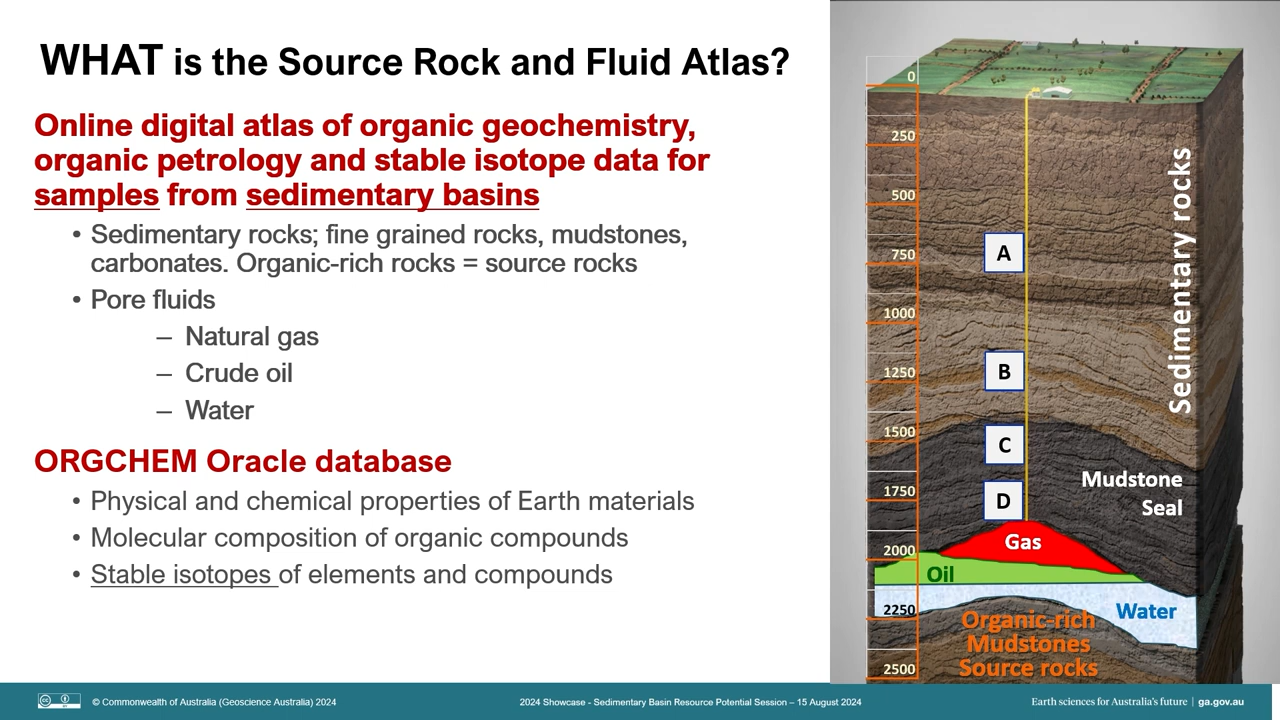 WHAT is the Source Rock and Fluid Atlas?
Online digital atlas of organic geochemistry,
organic petrology and stable isotope data for
samples from sedimentary basins
• Sedimentary rocks; fine grained rocks, mudstones,
carbonates. Organic-rich rocks = source rocks
• Pore fluids
– Natural gas
– Crude oil
– Water
ORGCHEM Oracle database
• Physical and chemical properties of Earth materials
• Molecular composition of organic compounds
• Stable isotopes of elements and compounds
0
250
500
750
1000
1250
1500
1750
2000
2250
2500
A
B
C
D
Sedimentary rocks
Mudstone
Seal
Gas
Oil
Water
Organic-rich
Mudstones
Source rocks
© Commonwealth of Australia (Geoscience Australia) 2024
2024 Showcase - Sedimentary Basin Resource Potential Session – 15 August 2024
Earth sciences for Australia's future | ga.gov.au